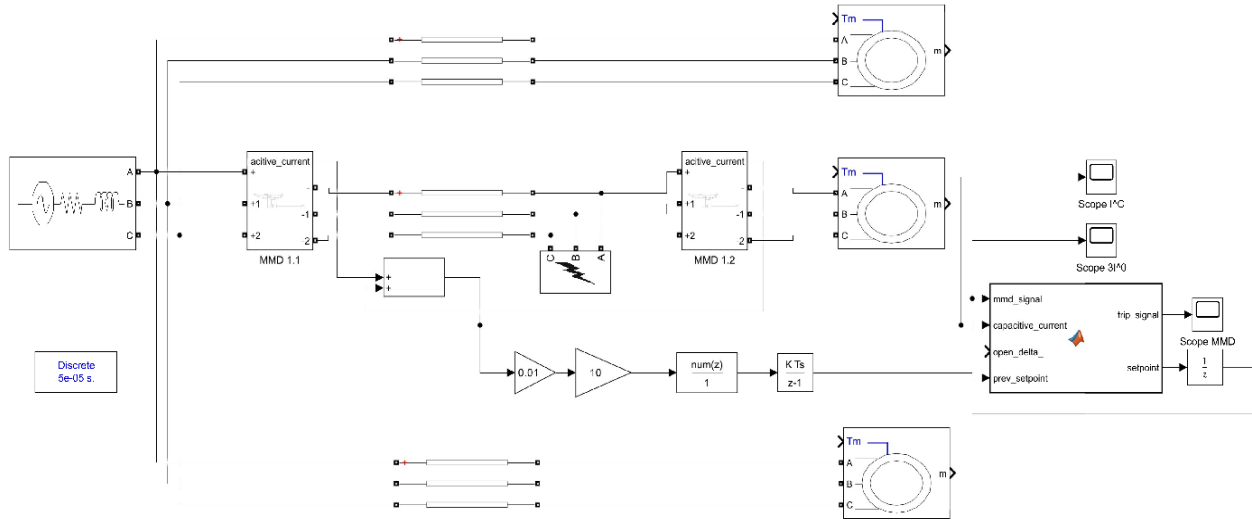 Tm
A
B
C
m
A
B
C
acitive_current
+
+1
+2
-
-1
2
MMD 1.1
acitive_current
+
+1
+2
-
-1
2
MMD 1.2
Tm
A
B
C
m
Scope I^C
Scope 3I^0
C
B
A
+
+
mmd_signal
capacitive_current
open_delta_
prev_setpoint
trip_signal
setpoint
Scope MMD
1
z
Discrete
5e-05 s.
0.01
10
num(z)
1
K Ts
z-1
Tm
A
B
C
m